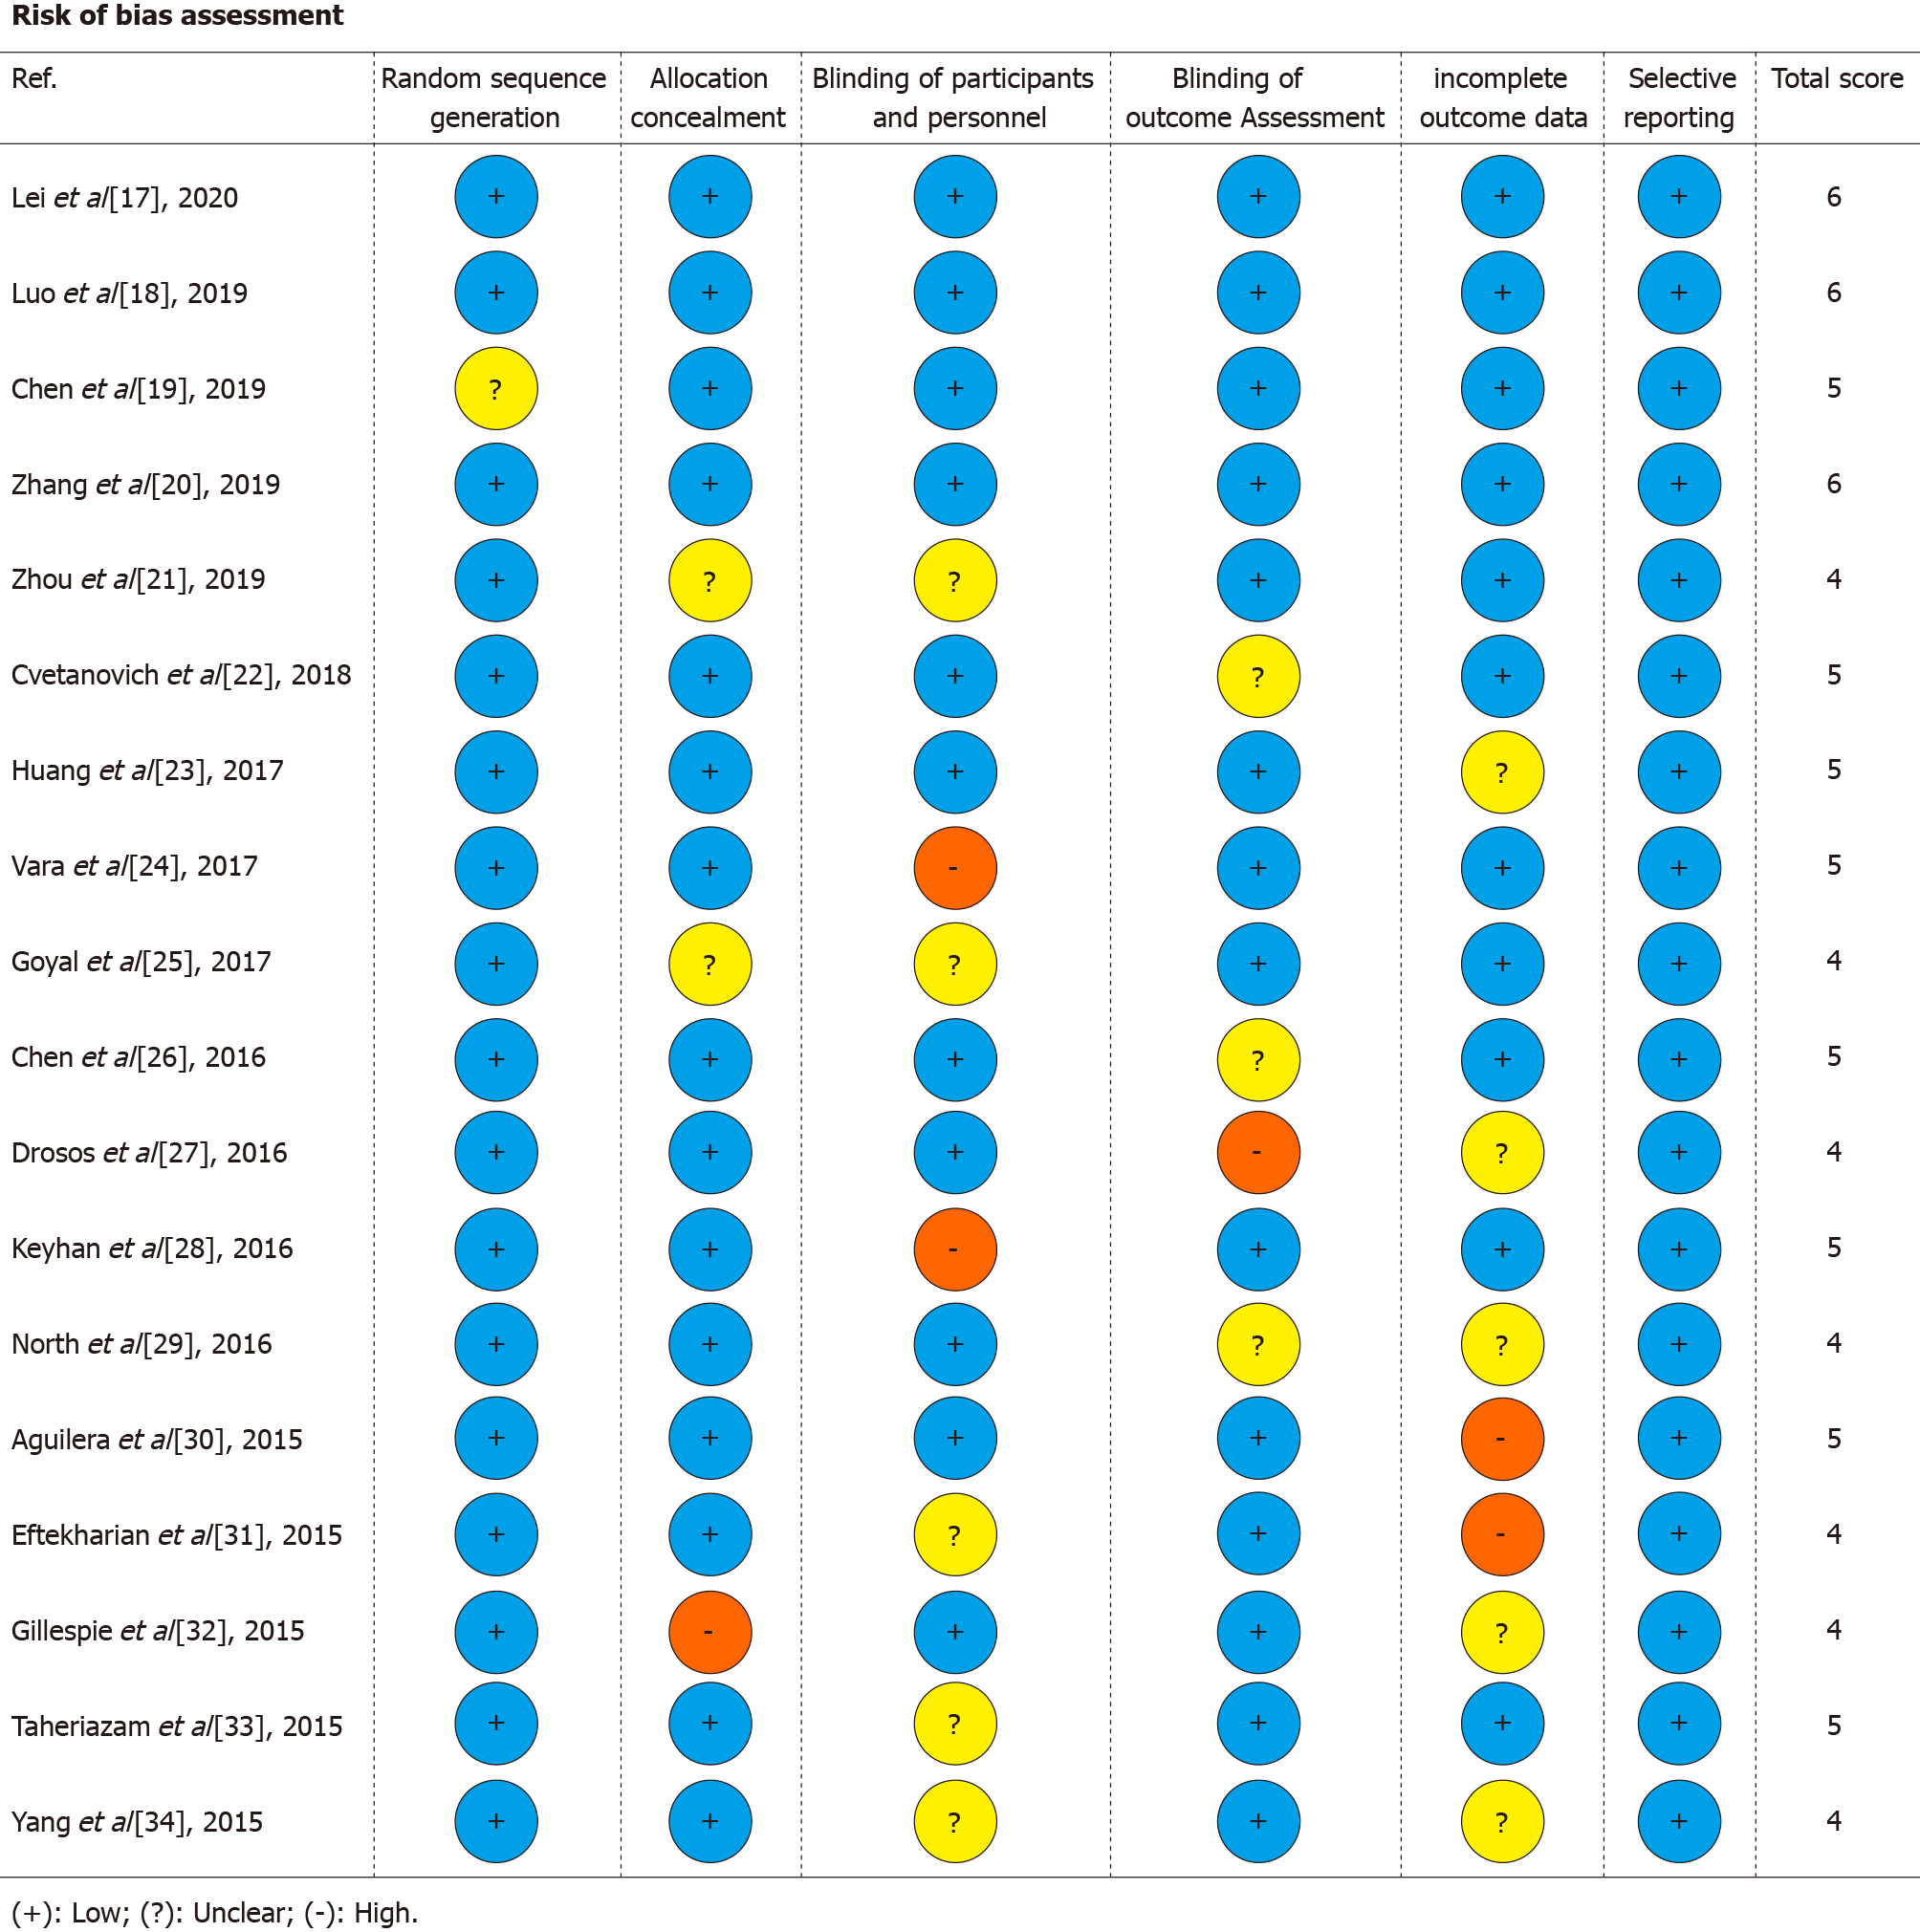 Risk of bias assessment
Ref. Random sequence Allocation Blinding of participants Blinding of incomplete Selective Total score
generation concealment and personnel outcome Assessment outcome data reporting
Lei et al[17], 2020 + + + + + + 6
Luo et al[18], 2019 + + + + + + 6
Chen et al[19], 2019 ? + + + + + 5
Zhang et al[20], 2019 + + + + + + 6
Zhou et al[21], 2019 + ? ? + + + 4
Cvetanovich et al[22], 2018 + + + ? + + 5
Huang et al[23], 2017 + + + + ? + 5
Vara et al[24], 2017 + + - + + + 5
Goyal et al[25], 2017 + ? ? + + + 4
Chen et al[26], 2016 + + + ? + + 5
Drosos et al[27], 2016 + + + - ? + 4
Keyhan et al[28], 2016 + + - + + + 5
North et al[29], 2016 + + + ? ? + 4
Aguilera et al[30], 2015 + + + + - + 5
Eftekharian et al[31], 2015 + + ? + - + 4
Gillespie et al[32], 2015 + - + + ? + 4
Taheriazam et al[33], 2015 + + ? + + + 5
Yang et al[34], 2015 + + ? + ? + 4
(+): Low; (?): Unclear; (-): High.